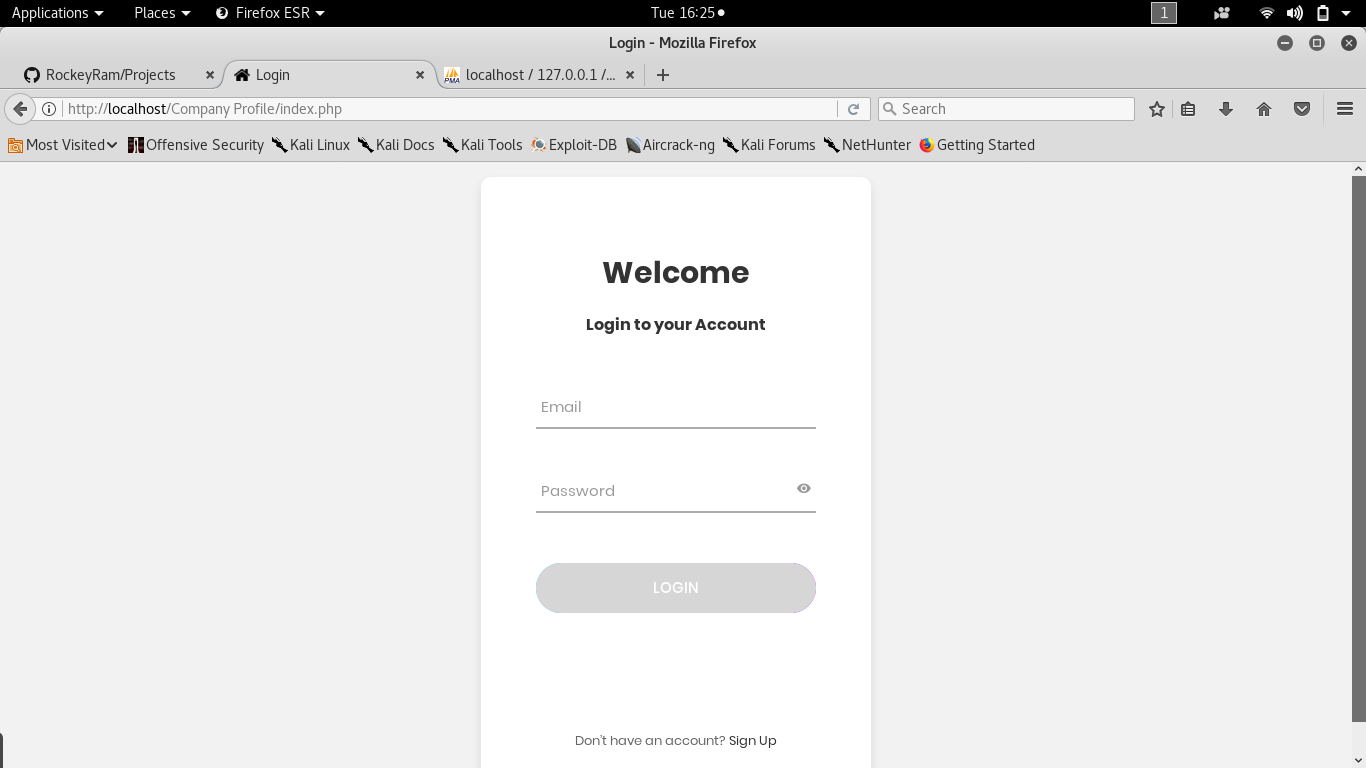 Applications Places Firefox ESR Tue 16:25 1
Login - Mozilla Firefox
RockeyRam/Projects Login PMA localhost / 127.0.0.1 /...
http://localhost/Company Profile/index.php Search
Most Visited Offensive Security Kali Linux Kali Docs Kali Tools Exploit-DB Aircrack-ng Kali Forums NetHunter Getting Started
Welcome
Login to your Account
Email
Password
LOGIN
Don't have an account? Sign Up